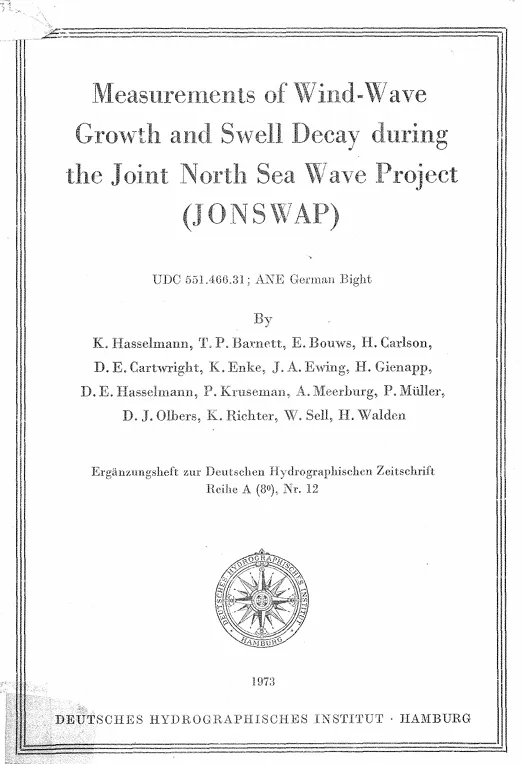 Measurements of Wind-Wave
Growth and Swell Decay during
the Joint North Sea Wave Project
(JONSWAP)
UDC 551.466.31; ANE German Bight
By
K. Hasselmann, T. P. Barnett, E. Bouws, H. Carlson,
D. E. Cartwright, K. Enke, J. A. Ewing, H. Gienapp,
D. E. Hasselmann, P. Kruseman, A. Meerburg, P. Müller,
D. J. Olbers, K. Richter, W. Sell, H. Walden
Ergänzungsheft zur Deutschen Hydrographischen Zeitschrift
Reihe A (8⁰), Nr. 12
DEUTSCHES HYDROGRAPHISCHES INSTITUT
· HAMBURG ·
1973
DEUTSCHES HYDROGRAPHISCHES INSTITUT · HAMBURG